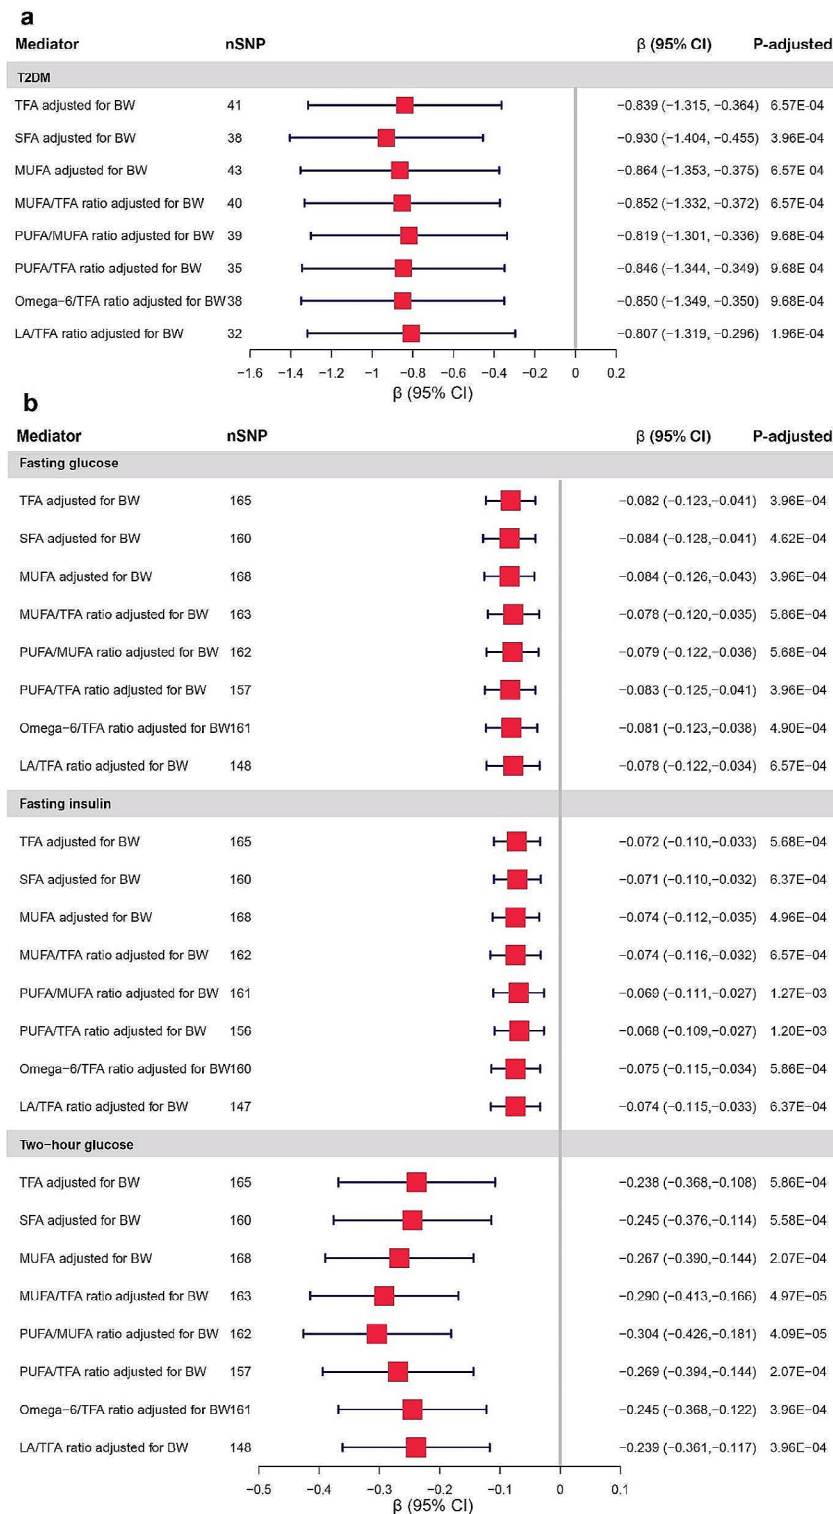 a
Mediator nSNP β (95% CI) P-adjusted
T2DM
TFA adjusted for BW 41 −0.839 (−1.315, −0.364) 6.57E-04
SFA adjusted for BW 38 −0.930 (−1.404, −0.455) 3.96E-04
MUFA adjusted for BW 43 −0.864 (−1.353, −0.375) 6.57E 04
MUFA/TFA ratio adjusted for BW 40 −0.852 (−1.332, −0.372) 6.57E-04
PUFA/MUFA ratio adjusted for BW 39 −0.819 (−1.301, −0.336) 9.68E-04
PUFA/TFA ratio adjusted for BW 35 −0.846 (−1.344, −0.349) 9.68E 04
Omega−6/TFA ratio adjusted for BW 38 −0.850 (−1.349, −0.350) 9.68E-04
LA/TFA ratio adjusted for BW 32 −0.807 (−1.319, −0.296) 1.96E-04
−1.6 −1.4 −1.2 −1 −0.8 −0.6 −0.4 −0.2 0 0.2
β (95% CI)
b
Mediator nSNP β (95% CI) P-adjusted
Fasting glucose
TFA adjusted for BW 165 −0.082 (−0.123,−0.041) 3.96E−04
SFA adjusted for BW 160 −0.084 (−0.128,−0.041) 4.62E−04
MUFA adjusted for BW 168 −0.084 (−0.126,−0.043) 3.96E−04
MUFA/TFA ratio adjusted for BW 163 −0.078 (−0.120,−0.035) 5.86E−04
PUFA/MUFA ratio adjusted for BW 162 −0.079 (−0.122,−0.036) 5.68E−04
PUFA/TFA ratio adjusted for BW 157 −0.083 (−0.125,−0.041) 3.96E−04
Omega−6/TFA ratio adjusted for BW 161 −0.081 (−0.123,−0.038) 4.90E−04
LA/TFA ratio adjusted for BW 148 −0.078 (−0.122,−0.034) 6.57E−04
Fasting insulin
TFA adjusted for BW 165 −0.072 (−0.110,−0.033) 5.68E−04
SFA adjusted for BW 160 −0.071 (−0.110,−0.032) 6.37E−04
MUFA adjusted for BW 168 −0.074 (−0.112,−0.035) 4.96E−04
MUFA/TFA ratio adjusted for BW 162 −0.074 (−0.116,−0.032) 6.57E−04
PUFA/MUFA ratio adjusted for BW 161 −0.069 (−0.111,−0.027) 1.27E−03
PUFA/TFA ratio adjusted for BW 156 −0.068 (−0.109,−0.027) 1.20E−03
Omega−6/TFA ratio adjusted for BW 160 −0.075 (−0.115,−0.034) 5.86E−04
LA/TFA ratio adjusted for BW 147 −0.074 (−0.115,−0.033) 6.37E−04
Two−hour glucose
TFA adjusted for BW 165 −0.238 (−0.368,−0.108) 5.86E−04
SFA adjusted for BW 160 −0.245 (−0.376,−0.114) 5.58E−04
MUFA adjusted for BW 168 −0.267 (−0.390,−0.144) 2.07E−04
MUFA/TFA ratio adjusted for BW 163 −0.290 (−0.413,−0.166) 4.97E−05
PUFA/MUFA ratio adjusted for BW 162 −0.304 (−0.426,−0.181) 4.09E−05
PUFA/TFA ratio adjusted for BW 157 −0.269 (−0.394,−0.144) 2.07E−04
Omega−6/TFA ratio adjusted for BW 161 −0.245 (−0.368,−0.122) 3.96E−04
LA/TFA ratio adjusted for BW 148 −0.239 (−0.361,−0.117) 3.96E−04
−0.5 −0.4 −0.3 −0.2 −0.1 0 0.1
β (95% CI)